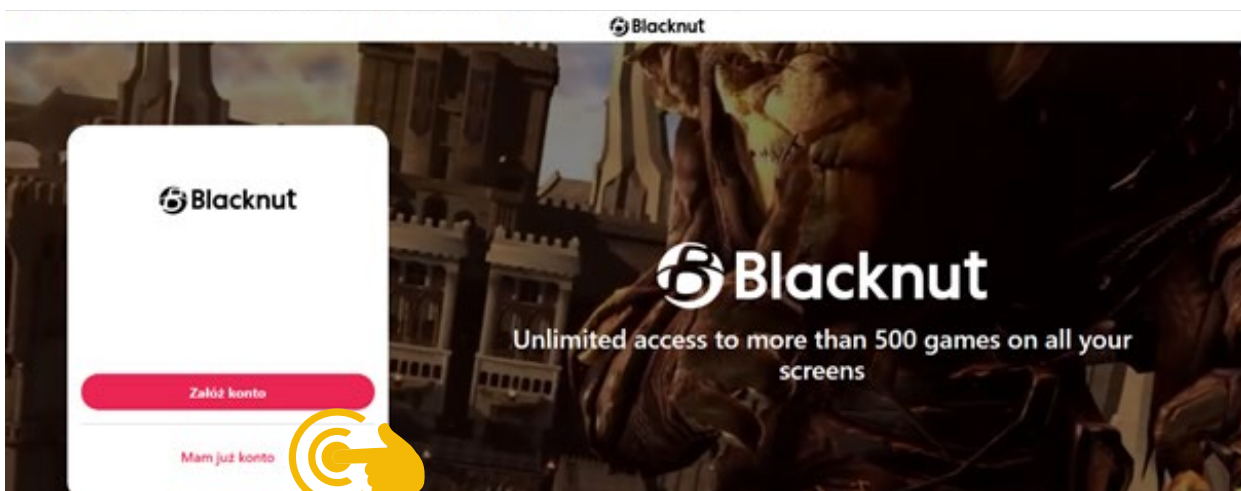 Blacknut
Blacknut
Blacknut
Unlimited access to more than 500 games on all your
screens
Załóż konto
Mam już konto